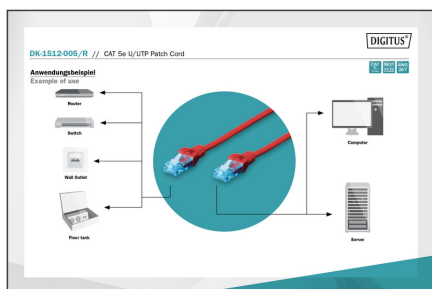 DIGITUS®
DK-1512-005/R // CAT 5e U/UTP Patch Cord
Anwendungsbeispiel
Example of use
Router
Switch
Wall Outlet
Floor tank
Computer
Server